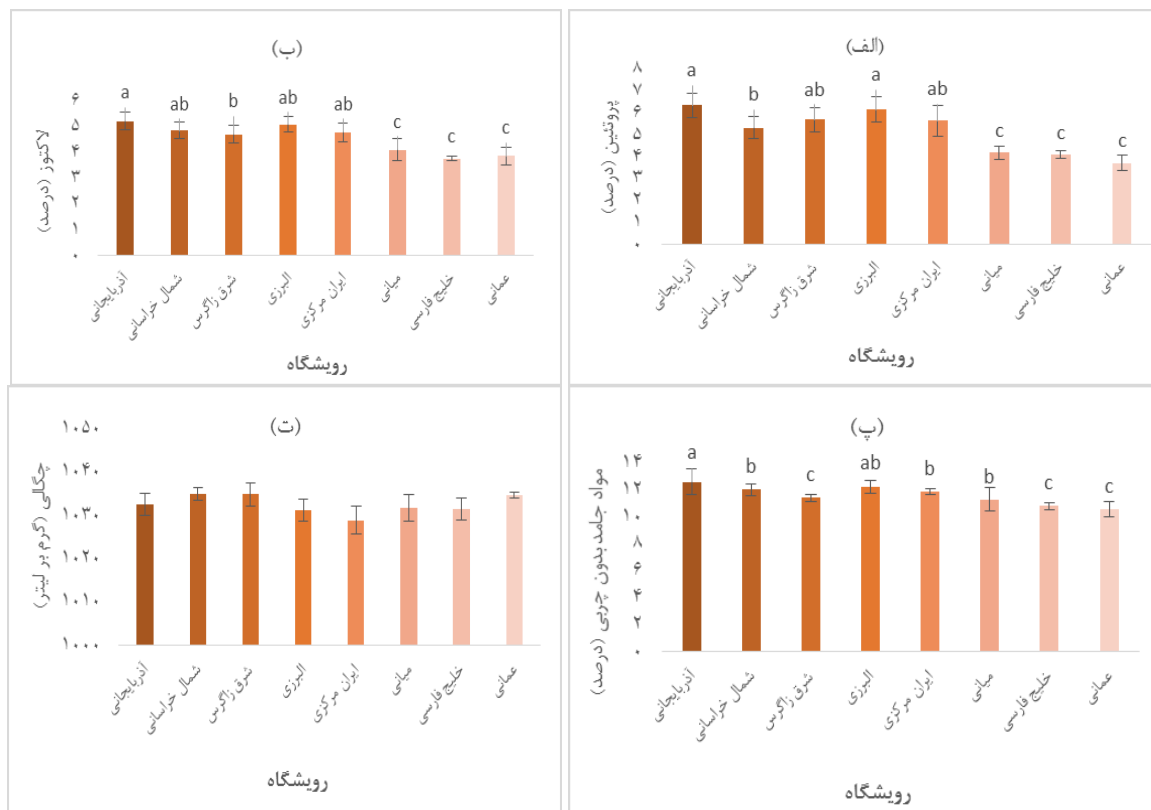 (الف)
پروتئین (درصد)
۸
۷
۶
۵
۴
۳
۲
۱
۰
a
b
ab
a
ab
c
c
c
آذربایجانی
شمال خراسانی
شرق زاگرس
البرزی
ایران مرکزی
میانی
خلیج فارسی
عمانی
رویشگاه
(ب)
لاکتوز (درصد)
۶
۵
۴
۳
۲
۱
۰
a
ab
b
ab
ab
c
c
c
آذربایجانی
شمال خراسانی
شرق زاگرس
البرزی
ایران مرکزی
میانی
خلیج فارسی
عمانی
رویشگاه
(پ)
مواد جامد بدون چربی (درصد)
۱۴
۱۲
۱۰
۸
۶
۴
۲
۰
a
b
c
ab
b
b
c
c
آذربایجانی
شمال خراسانی
شرق زاگرس
البرزی
ایران مرکزی
میانی
خلیج فارسی
عمانی
رویشگاه
(ت)
چگالی (گرم بر لیتر)
۱۰۵۰
۱۰۴۰
۱۰۳۰
۱۰۲۰
۱۰۱۰
۱۰۰۰
آذربایجانی
شمال خراسانی
شرق زاگرس
البرزی
ایران مرکزی
میانی
خلیج فارسی
عمانی
رویشگاه